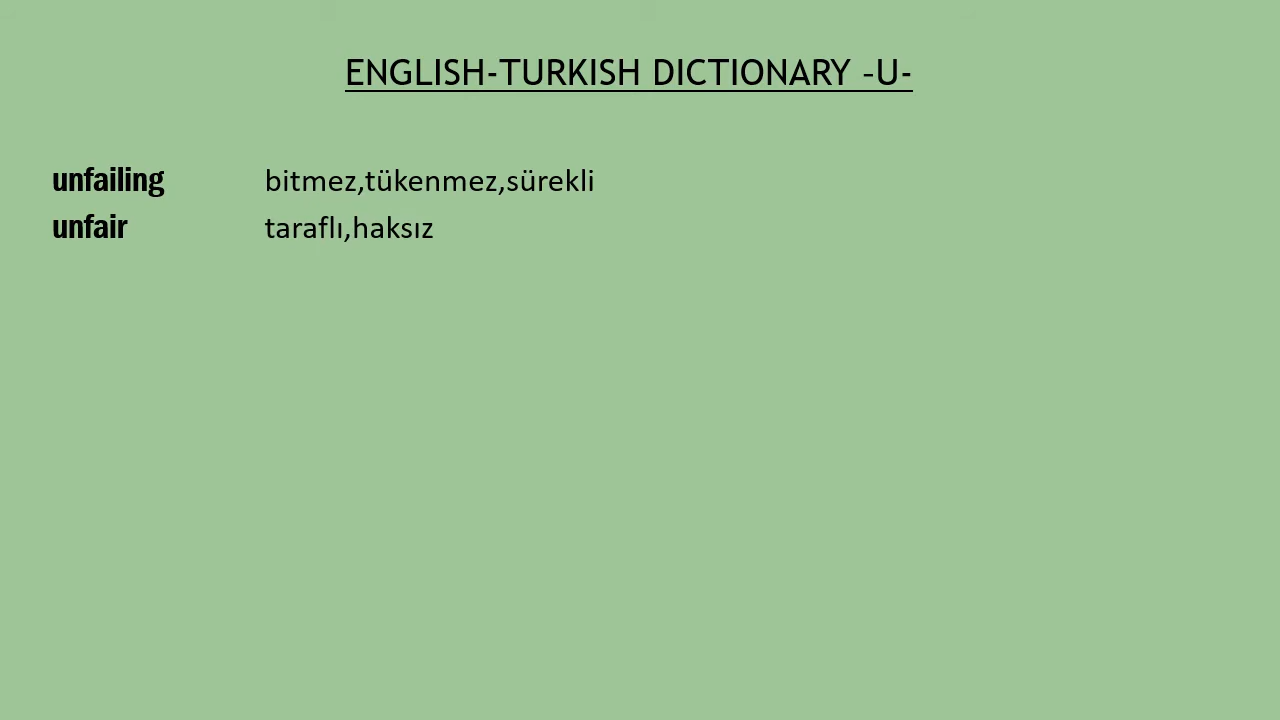 ENGLISH-TURKISH DICTIONARY –U-
unfailing bitmez,tükenmez,sürekli
unfair taraflı,haksız